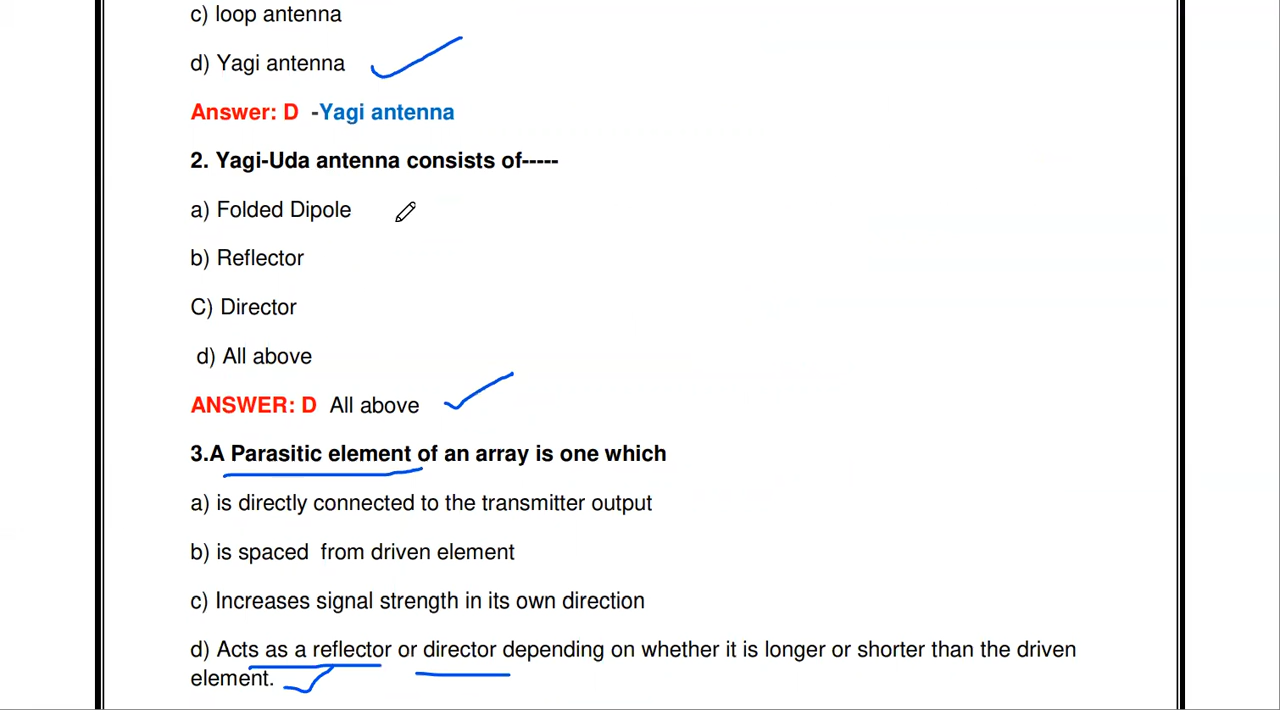 c) loop antenna
d) Yagi antenna
Answer: D -Yagi antenna
2. Yagi-Uda antenna consists of-----
a) Folded Dipole
b) Reflector
C) Director
d) All above
ANSWER: D All above
3.A Parasitic element of an array is one which
a) is directly connected to the transmitter output
b) is spaced from driven element
c) Increases signal strength in its own direction
d) Acts as a reflector or director depending on whether it is longer or shorter than the driven
element.